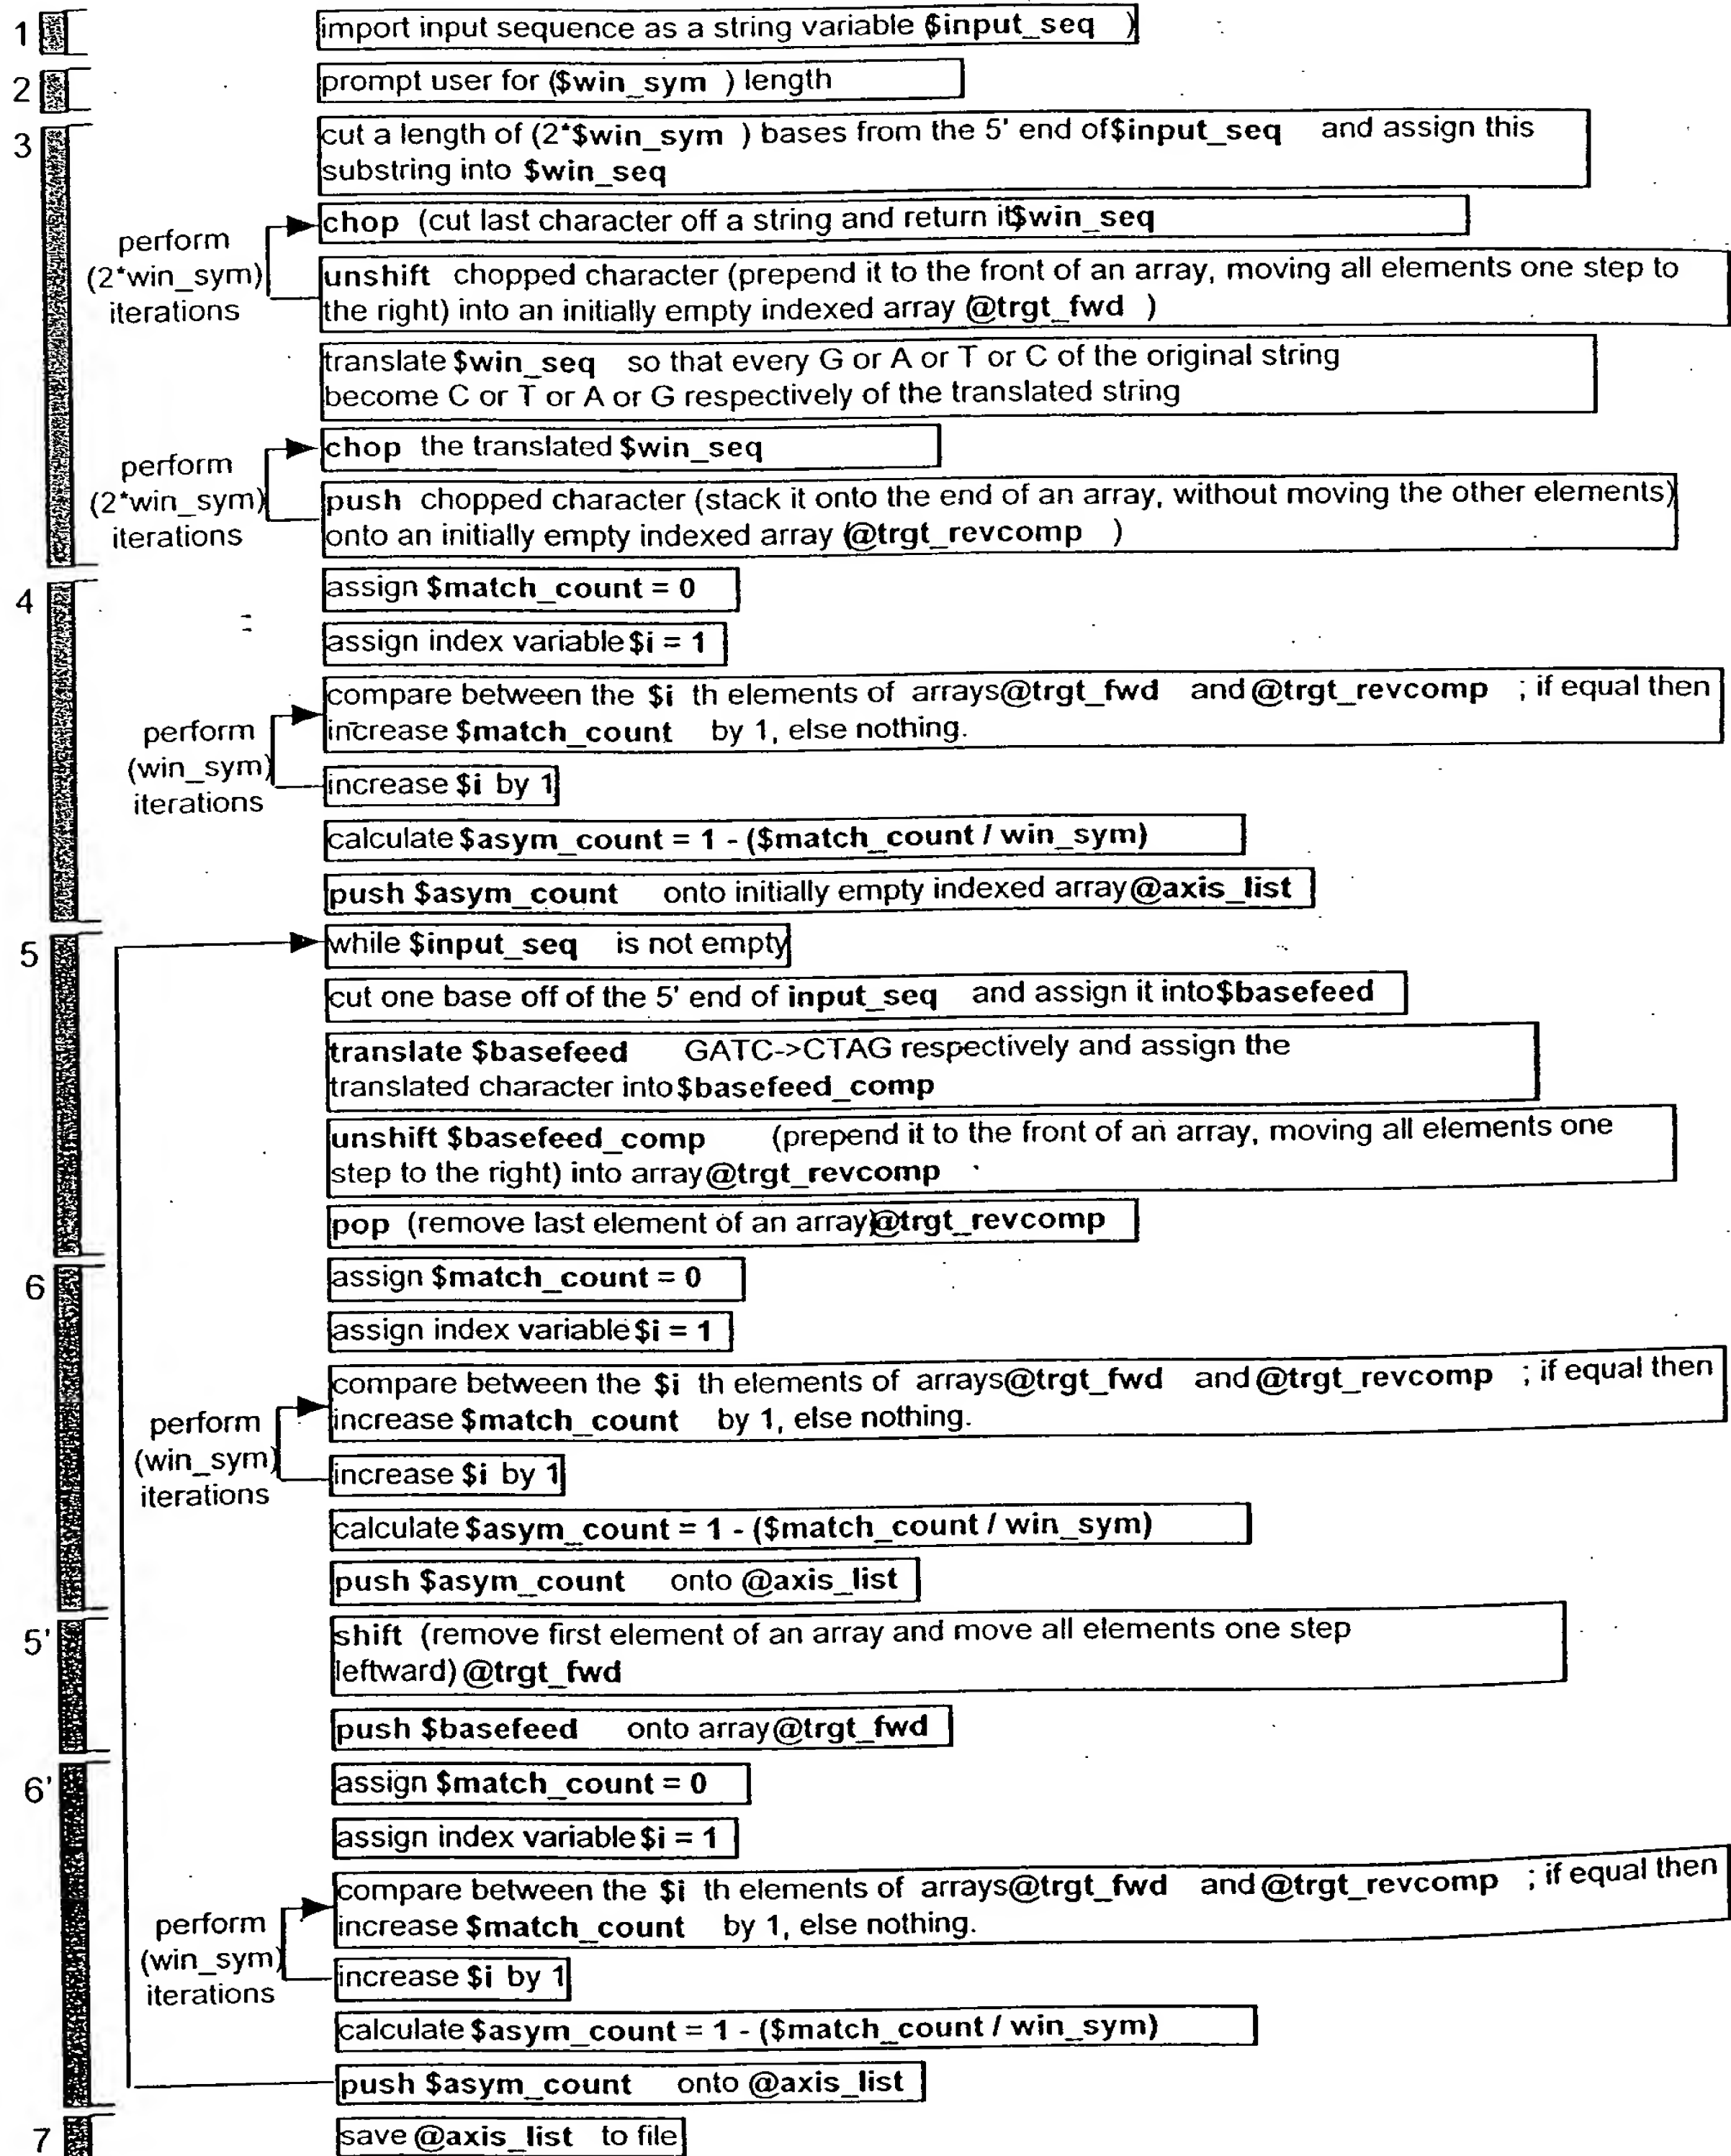 1
import input sequence as a string variable ($input_seq )
2
prompt user for ($win_sym ) length
3
cut a length of (2*$win_sym ) bases from the 5' end of $input_seq and assign this
substring into $win_seq
perform
(2*win_sym)
iterations
chop (cut last character off a string and return it) $win_seq
unshift chopped character (prepend it to the front of an array, moving all elements one step to
the right) into an initially empty indexed array (@trgt_fwd )
translate $win_seq so that every G or A or T or C of the original string
become C or T or A or G respectively of the translated string
perform
(2*win_sym)
iterations
chop the translated $win_seq
push chopped character (stack it onto the end of an array, without moving the other elements)
onto an initially empty indexed array (@trgt_revcomp )
4
assign $match_count = 0
assign index variable $i = 1
perform
(win_sym)
iterations
compare between the $i th elements of arrays @trgt_fwd and @trgt_revcomp ; if equal then
increase $match_count by 1, else nothing.
increase $i by 1
calculate $asym_count = 1 - ($match_count / win_sym)
push $asym_count onto initially empty indexed array @axis_list
5
while $input_seq is not empty
cut one base off of the 5' end of input_seq and assign it into $basefeed
translate $basefeed GATC->CTAG respectively and assign the
translated character into $basefeed_comp
unshift $basefeed_comp (prepend it to the front of an array, moving all elements one
step to the right) into array @trgt_revcomp
pop (remove last element of an array) @trgt_revcomp
6
assign $match_count = 0
assign index variable $i = 1
perform
(win_sym)
iterations
compare between the $i th elements of arrays @trgt_fwd and @trgt_revcomp ; if equal then
increase $match_count by 1, else nothing.
increase $i by 1
calculate $asym_count = 1 - ($match_count / win_sym)
push $asym_count onto @axis_list
5'
shift (remove first element of an array and move all elements one step
leftward) @trgt_fwd
push $basefeed onto array @trgt_fwd
6'
assign $match_count = 0
assign index variable $i = 1
perform
(win_sym)
iterations
compare between the $i th elements of arrays @trgt_fwd and @trgt_revcomp ; if equal then
increase $match_count by 1, else nothing.
increase $i by 1
calculate $asym_count = 1 - ($match_count / win_sym)
push $asym_count onto @axis_list
7
save @axis_list to file